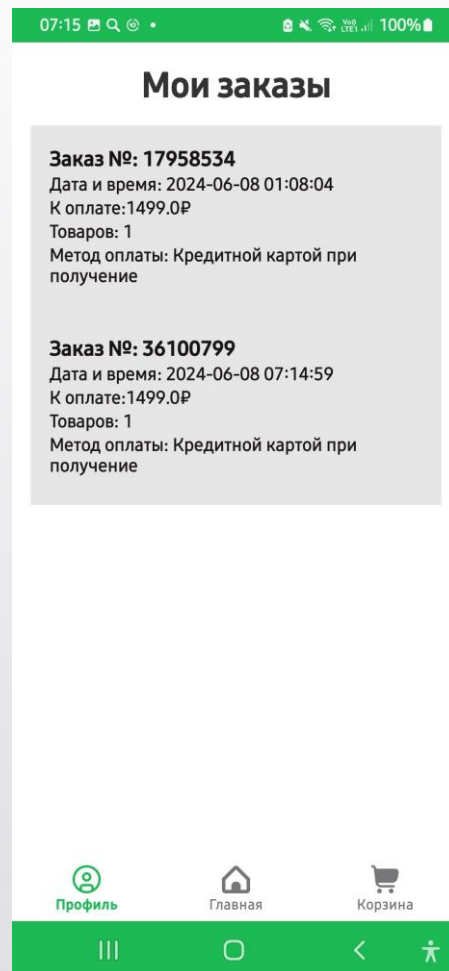 07:15
100%
Мои заказы
Заказ №: 17958534
Дата и время: 2024-06-08 01:08:04
К оплате:1499.0₽
Товаров: 1
Метод оплаты: Кредитной картой при
получение
Заказ №: 36100799
Дата и время: 2024-06-08 07:14:59
К оплате:1499.0₽
Товаров: 1
Метод оплаты: Кредитной картой при
получение
Профиль Главная Корзина